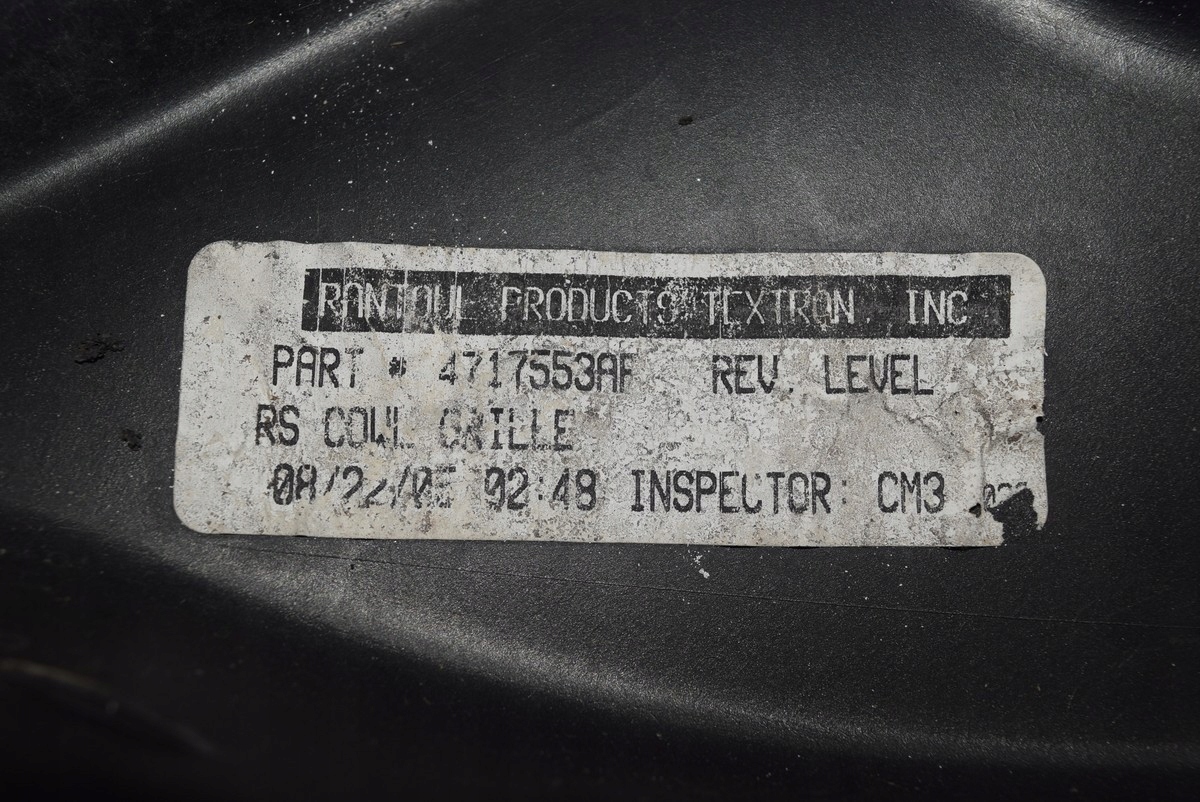 RANTOUL PRODUCTS TEXTRON, INC
PART # 4717553AF REV. LEVEL
RS COWL GRILLE
08/22/05 02:48 INSPECTOR: CM3